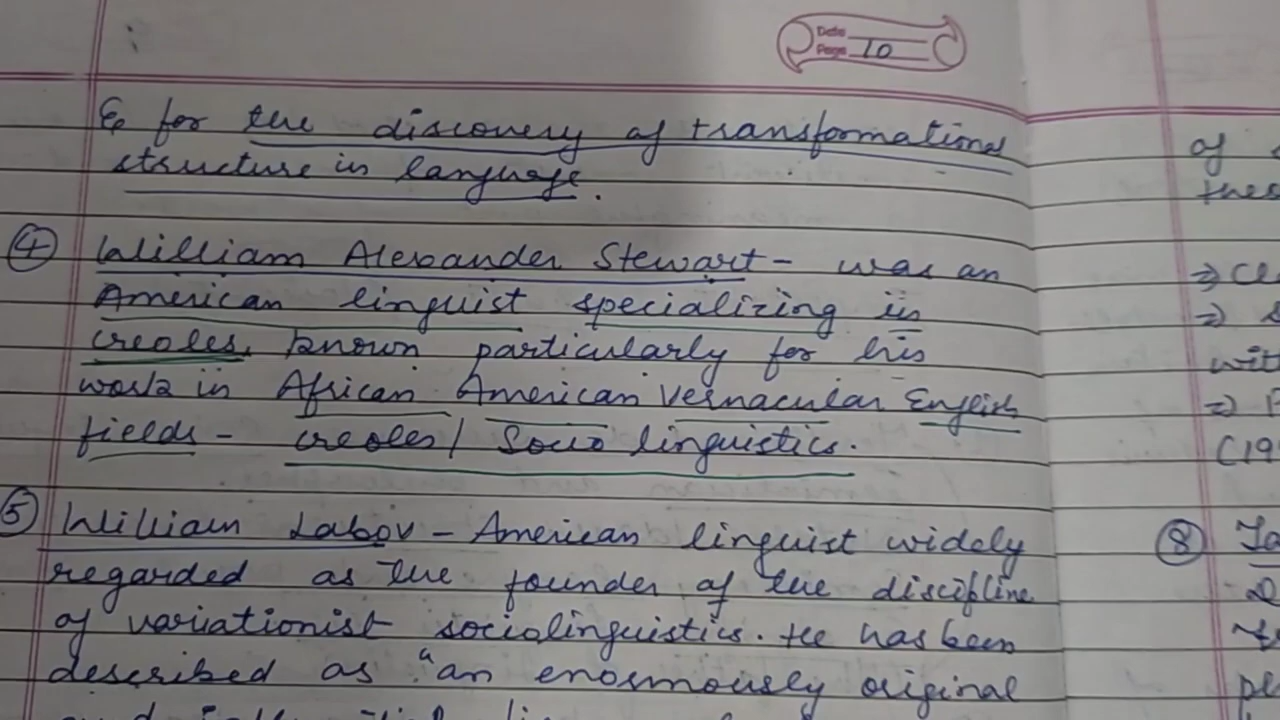 Date
Page 10
& for the discovery of transformational
structure in language.
④ William Alexander Stewart - was an
American linguist specializing in
creoles, known particularly for his
work in African American Vernacular English
fields - creoles / Socio linguistics.
⑤ William Labov - American linguist widely
regarded as the founder of the discipline
of variationist sociolinguistics. He has been
described as "an enormously original
of
⇒
⇒
wit
⇒
(19
⑧